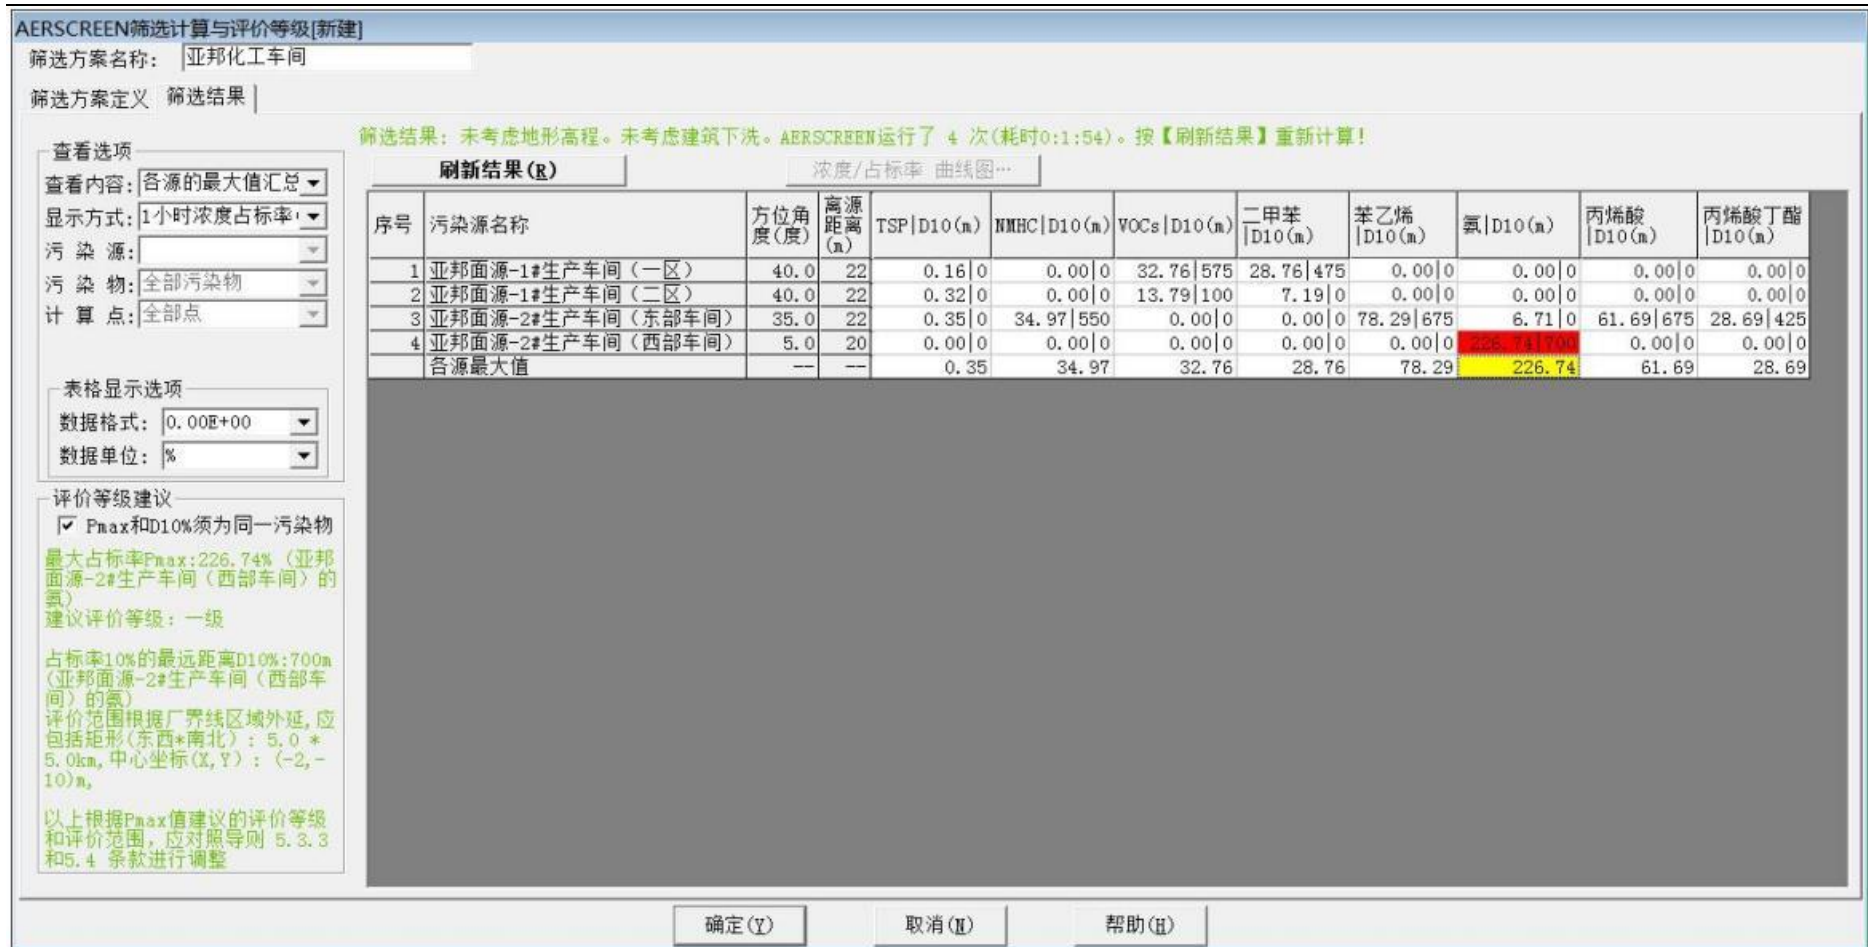 AERSCREEN筛选计算与评价等级[新建]
筛选方案名称： 亚邦化工车间
筛选方案定义 筛选结果
查看选项
查看内容： 各源的最大值汇总
显示方式： 1小时浓度占标率
污 染 源：
污 染 物： 全部污染物
计 算 点： 全部点
表格显示选项
数据格式： 0.00E+00
数据单位： %
评价等级建议
Pmax和D10%须为同一污染物
最大占标率Pmax:226.74%（亚邦
面源-2#生产车间（西部车间）的
氨）
建议评价等级：一级
占标率10%的最远距离D10%:700m
（亚邦面源-2#生产车间（西部车
间）的氨）
评价范围根据厂界线区域外延,应
包括矩形(东西*南北)：5.0 *
5.0km,中心坐标(X,Y)：(-2,-
10)m,
以上根据Pmax值建议的评价等级
和评价范围，应对照导则 5.3.3
和5.4 条款进行调整
筛选结果：未考虑地形高程。未考虑建筑下洗。AERSCREEN运行了 4 次(耗时0:1:54)。按【刷新结果】重新计算！
刷新结果(R) 浓度/占标率 曲线图…
序号 污染源名称 方位角度(度) 离源距离(m) TSP|D10(m) NMHC|D10(m) VOCs|D10(m) 二甲苯|D10(m) 苯乙烯|D10(m) 氨|D10(m) 丙烯酸|D10(m) 丙烯酸丁酯|D10(m)
1 亚邦面源-1#生产车间（一区） 40.0 22 0.16|0 0.00|0 32.76|575 28.76|475 0.00|0 0.00|0 0.00|0 0.00|0
2 亚邦面源-1#生产车间（二区） 40.0 22 0.32|0 0.00|0 13.79|100 7.19|0 0.00|0 0.00|0 0.00|0 0.00|0
3 亚邦面源-2#生产车间（东部车间） 35.0 22 0.35|0 34.97|550 0.00|0 0.00|0 78.29|675 6.71|0 61.69|675 28.69|425
4 亚邦面源-2#生产车间（西部车间） 5.0 20 0.00|0 0.00|0 0.00|0 0.00|0 0.00|0 226.74|700 0.00|0 0.00|0
各源最大值 -- -- 0.35 34.97 32.76 28.76 78.29 226.74 61.69 28.69
确定(Y) 取消(N) 帮助(H)